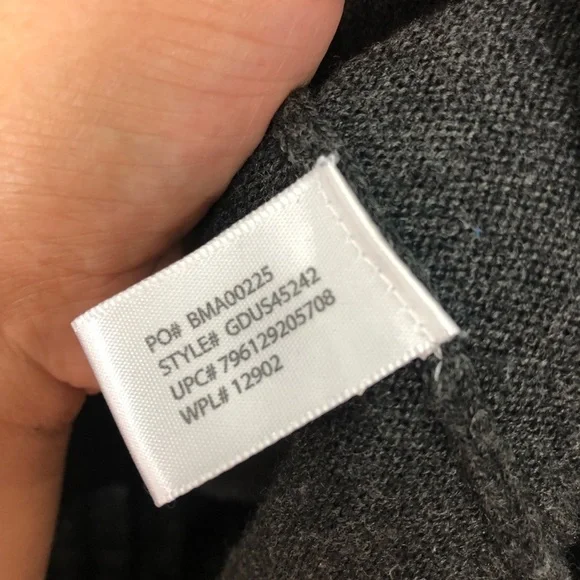 PO# BMA00225
STYLE# GDUS45242
UPC# 796129205708
WPL# 12902